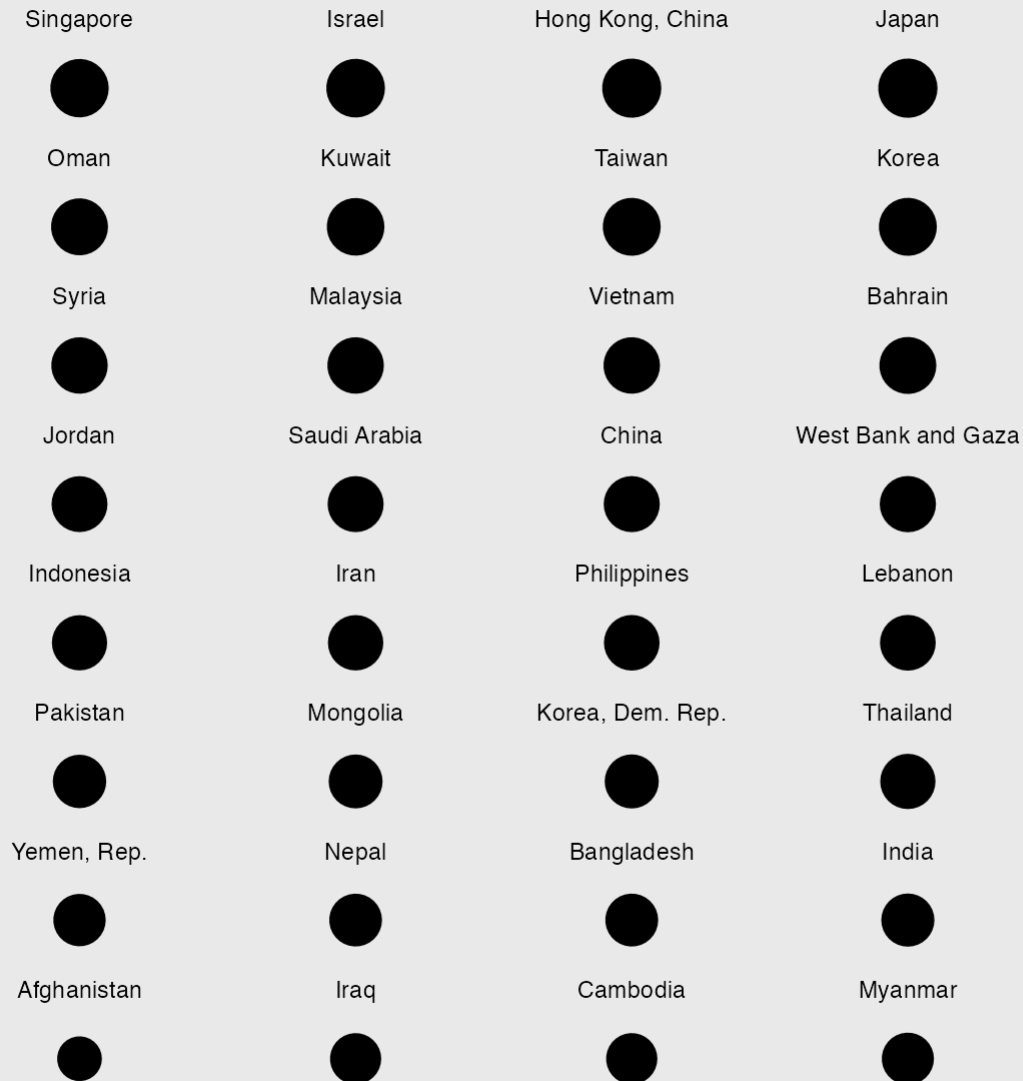 Singapore Israel Hong Kong, China Japan
Oman Kuwait Taiwan Korea
Syria Malaysia Vietnam Bahrain
Jordan Saudi Arabia China West Bank and Gaza
Indonesia Iran Philippines Lebanon
Pakistan Mongolia Korea, Dem. Rep. Thailand
Yemen, Rep. Nepal Bangladesh India
Afghanistan Iraq Cambodia Myanmar